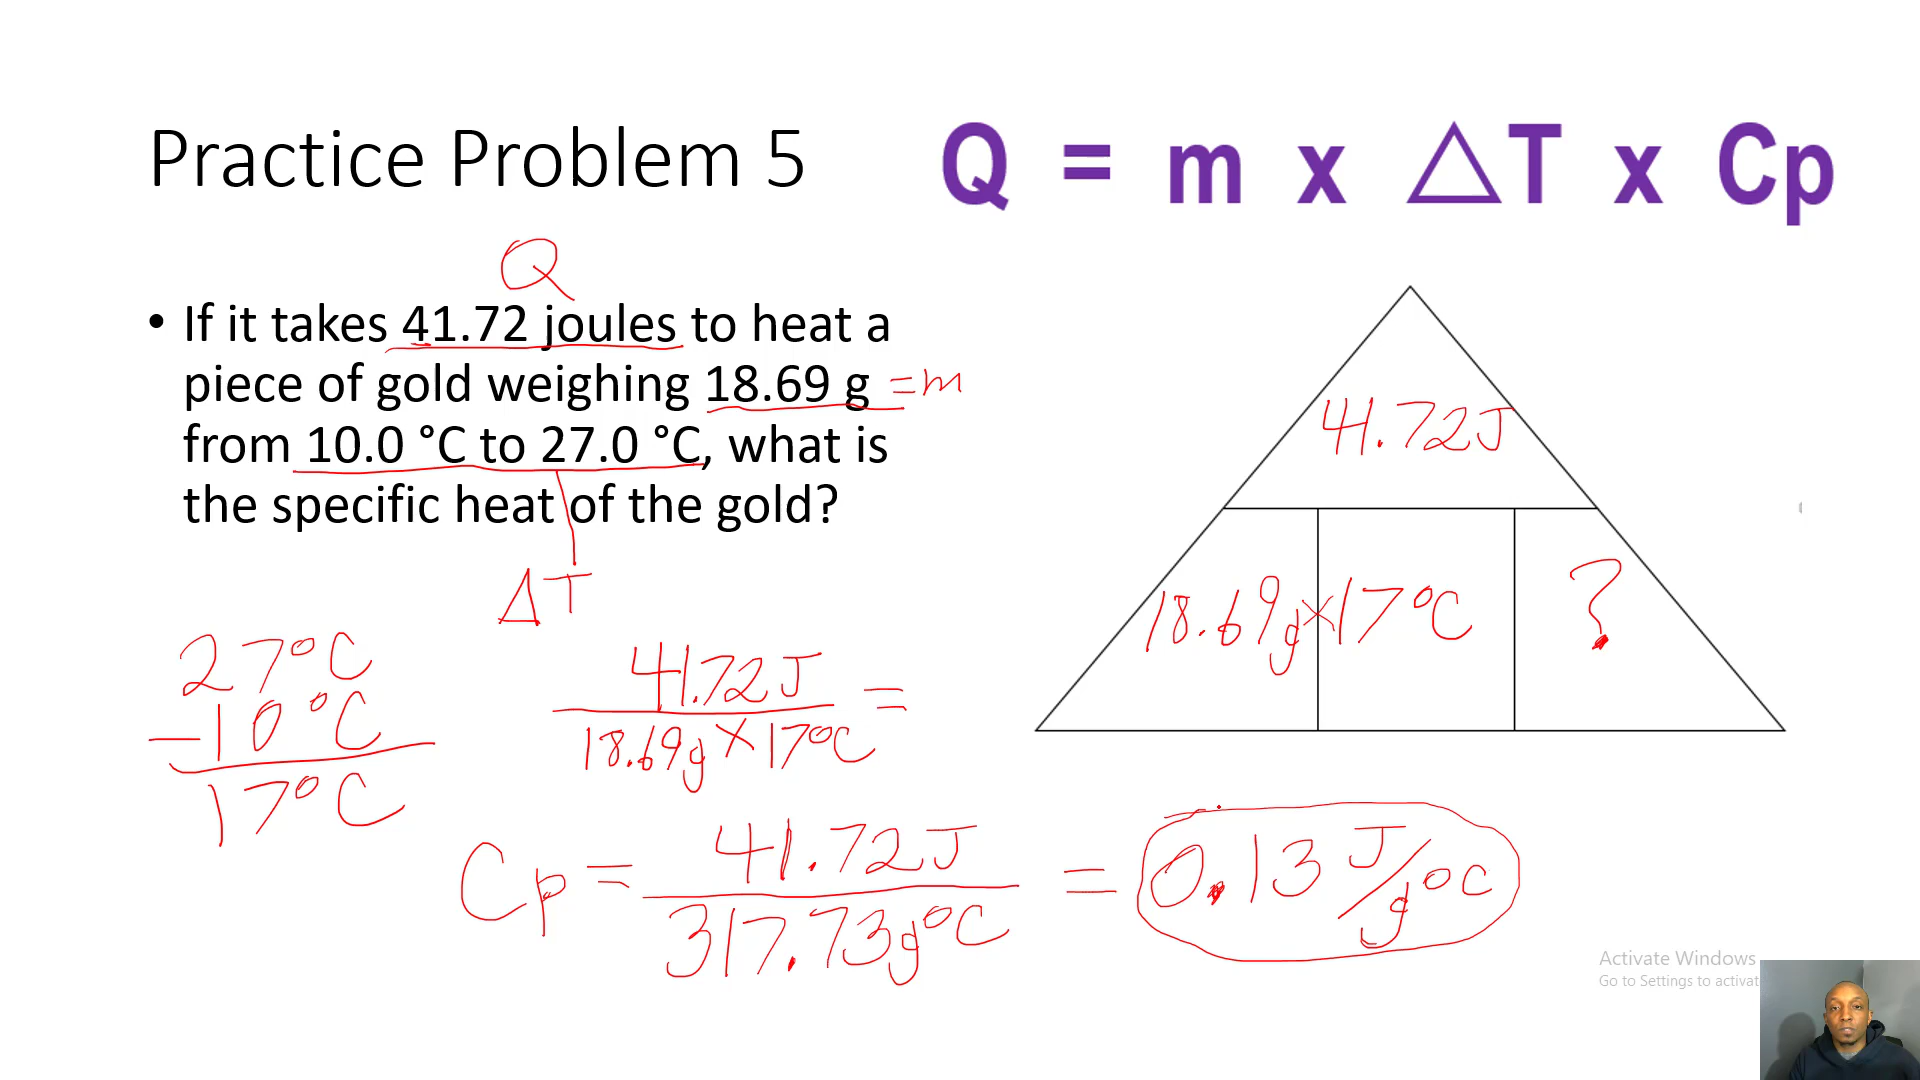 Practice Problem 5
Q = m x △T x Cp
Q
• If it takes 41.72 joules to heat a
piece of gold weighing 18.69 g = m
from 10.0 °C to 27.0 °C, what is
the specific heat of the gold?
ΔT
41.72J
18.69g x 17°C ?
27°C
-10°C
17°C
41.72 J =
18.69g x 17°C
Cp = 41.72 J = 0.13 J/g°C
317.73g°C
Activate Windows
Go to Settings to activat